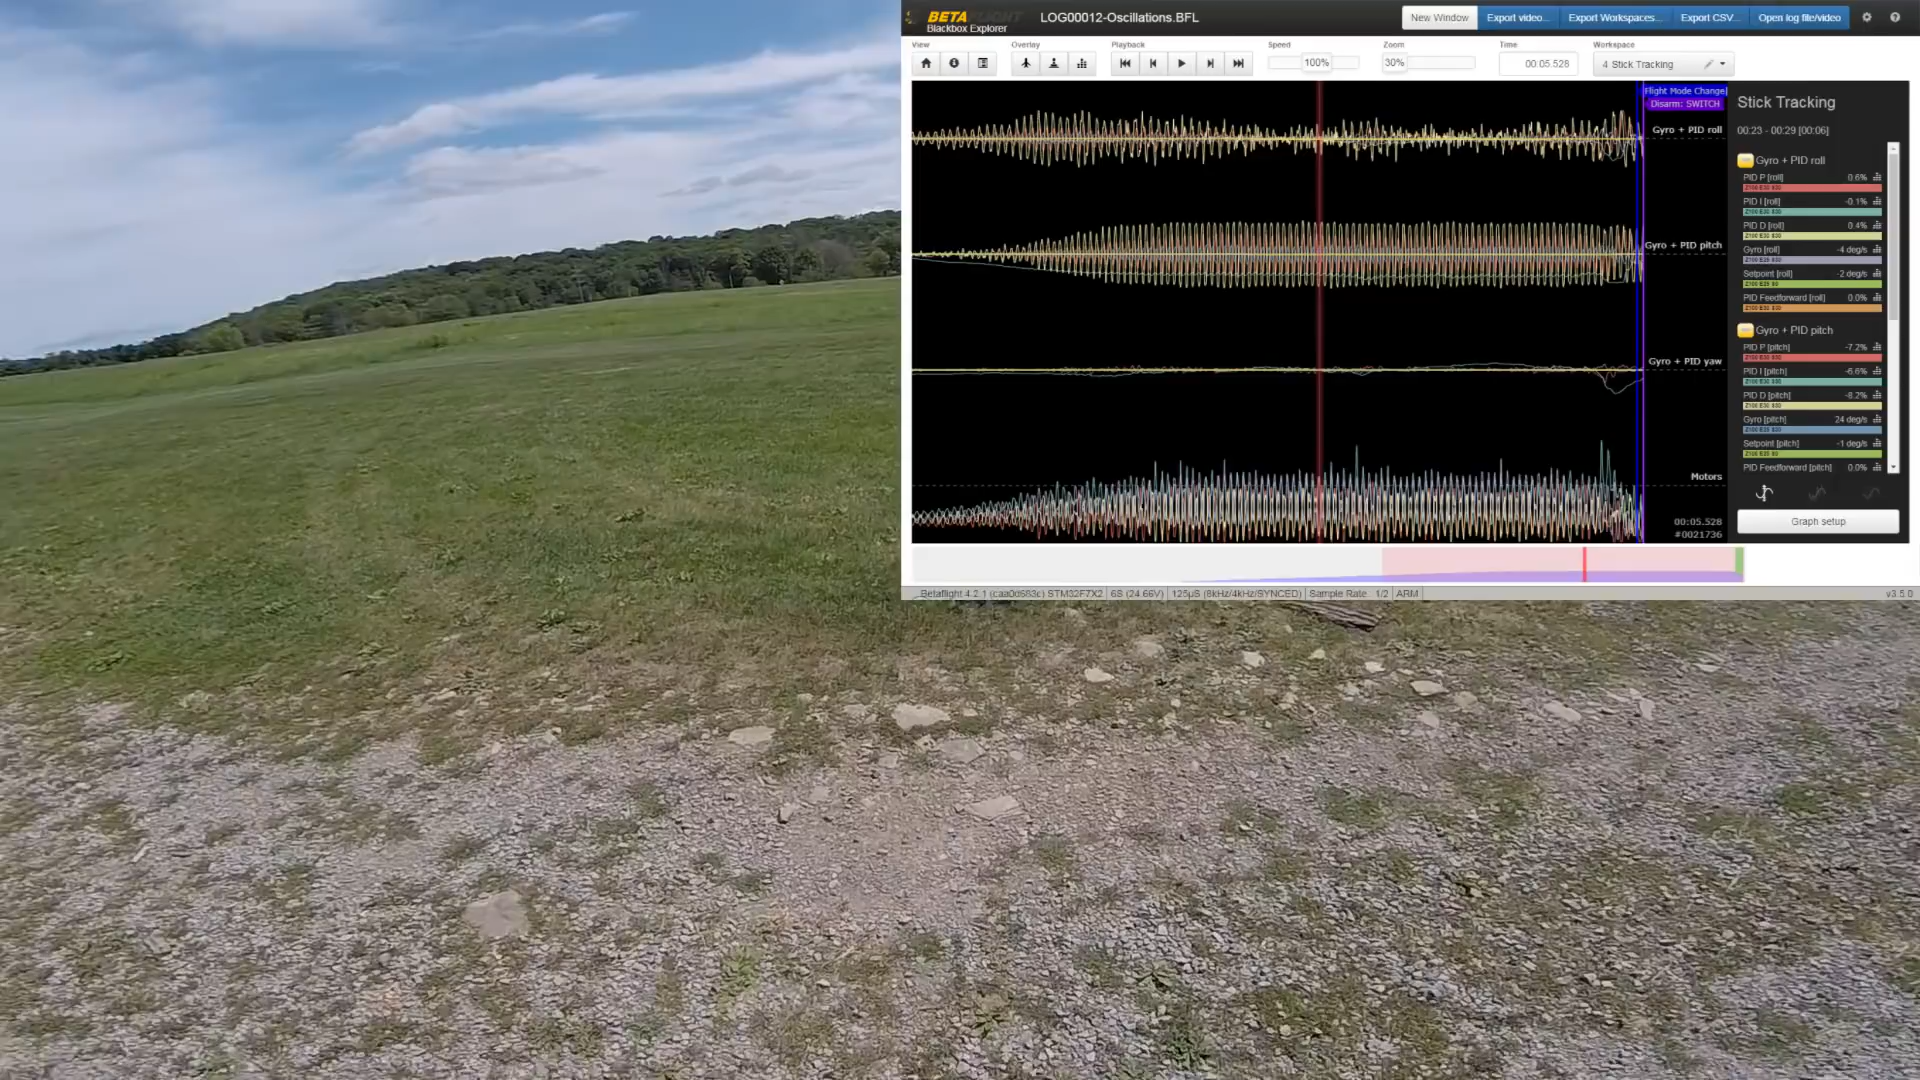 BETAFLIGHT
Blackbox Explorer
LOG00012-Oscillations.BFL
New Window
Export video...
Export Workspaces...
Export CSV...
Open log file/video
View
Overlay
Playback
Speed
Zoom
Time
Workspace
100%
30%
00:05.528
4 Stick Tracking
Flight Mode Change
Disarm: SWITCH
Gyro + PID roll
Gyro + PID pitch
Gyro + PID yaw
Motors
00:05.528
#0021736
Stick Tracking
00:23 - 00:29 [00:06]
Gyro + PID roll
PID P [roll] 0.6%
PID I [roll] -0.1%
PID D [roll] 0.4%
Gyro [roll] -4 deg/s
Setpoint [roll] -2 deg/s
PID Feedforward [roll] 0.0%
Gyro + PID pitch
PID P [pitch] -7.2%
PID I [pitch] -6.6%
PID D [pitch] -8.2%
Gyro [pitch] 24 deg/s
Setpoint [pitch] -1 deg/s
PID Feedforward [pitch] 0.0%
Graph setup
Betaflight 4.2.1 STM32F7X2 6S (24.66V) 125µS (8kHz/4kHz/SYNCED) Sample Rate 1/2 ARM
v3.5.0